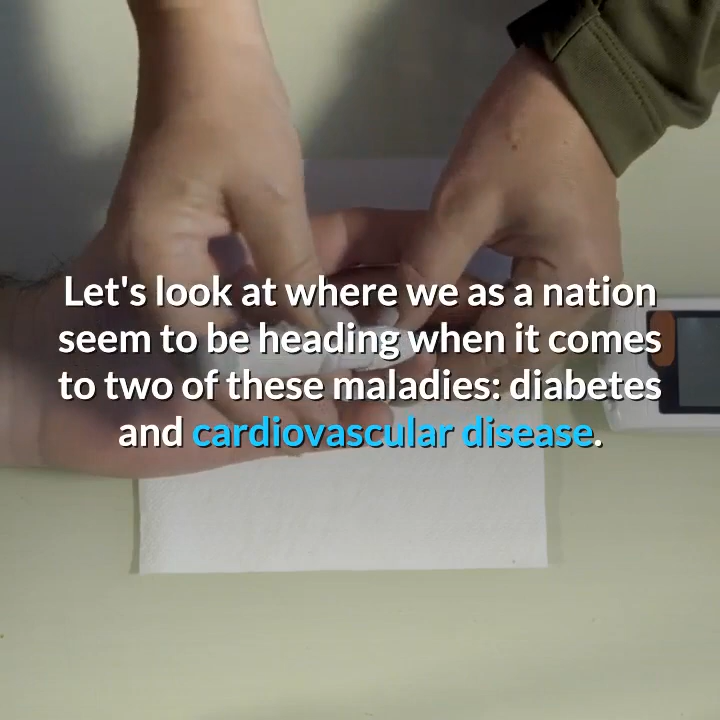 Let's look at where we as a nation
seem to be heading when it comes
to two of these maladies: diabetes
and cardiovascular disease.